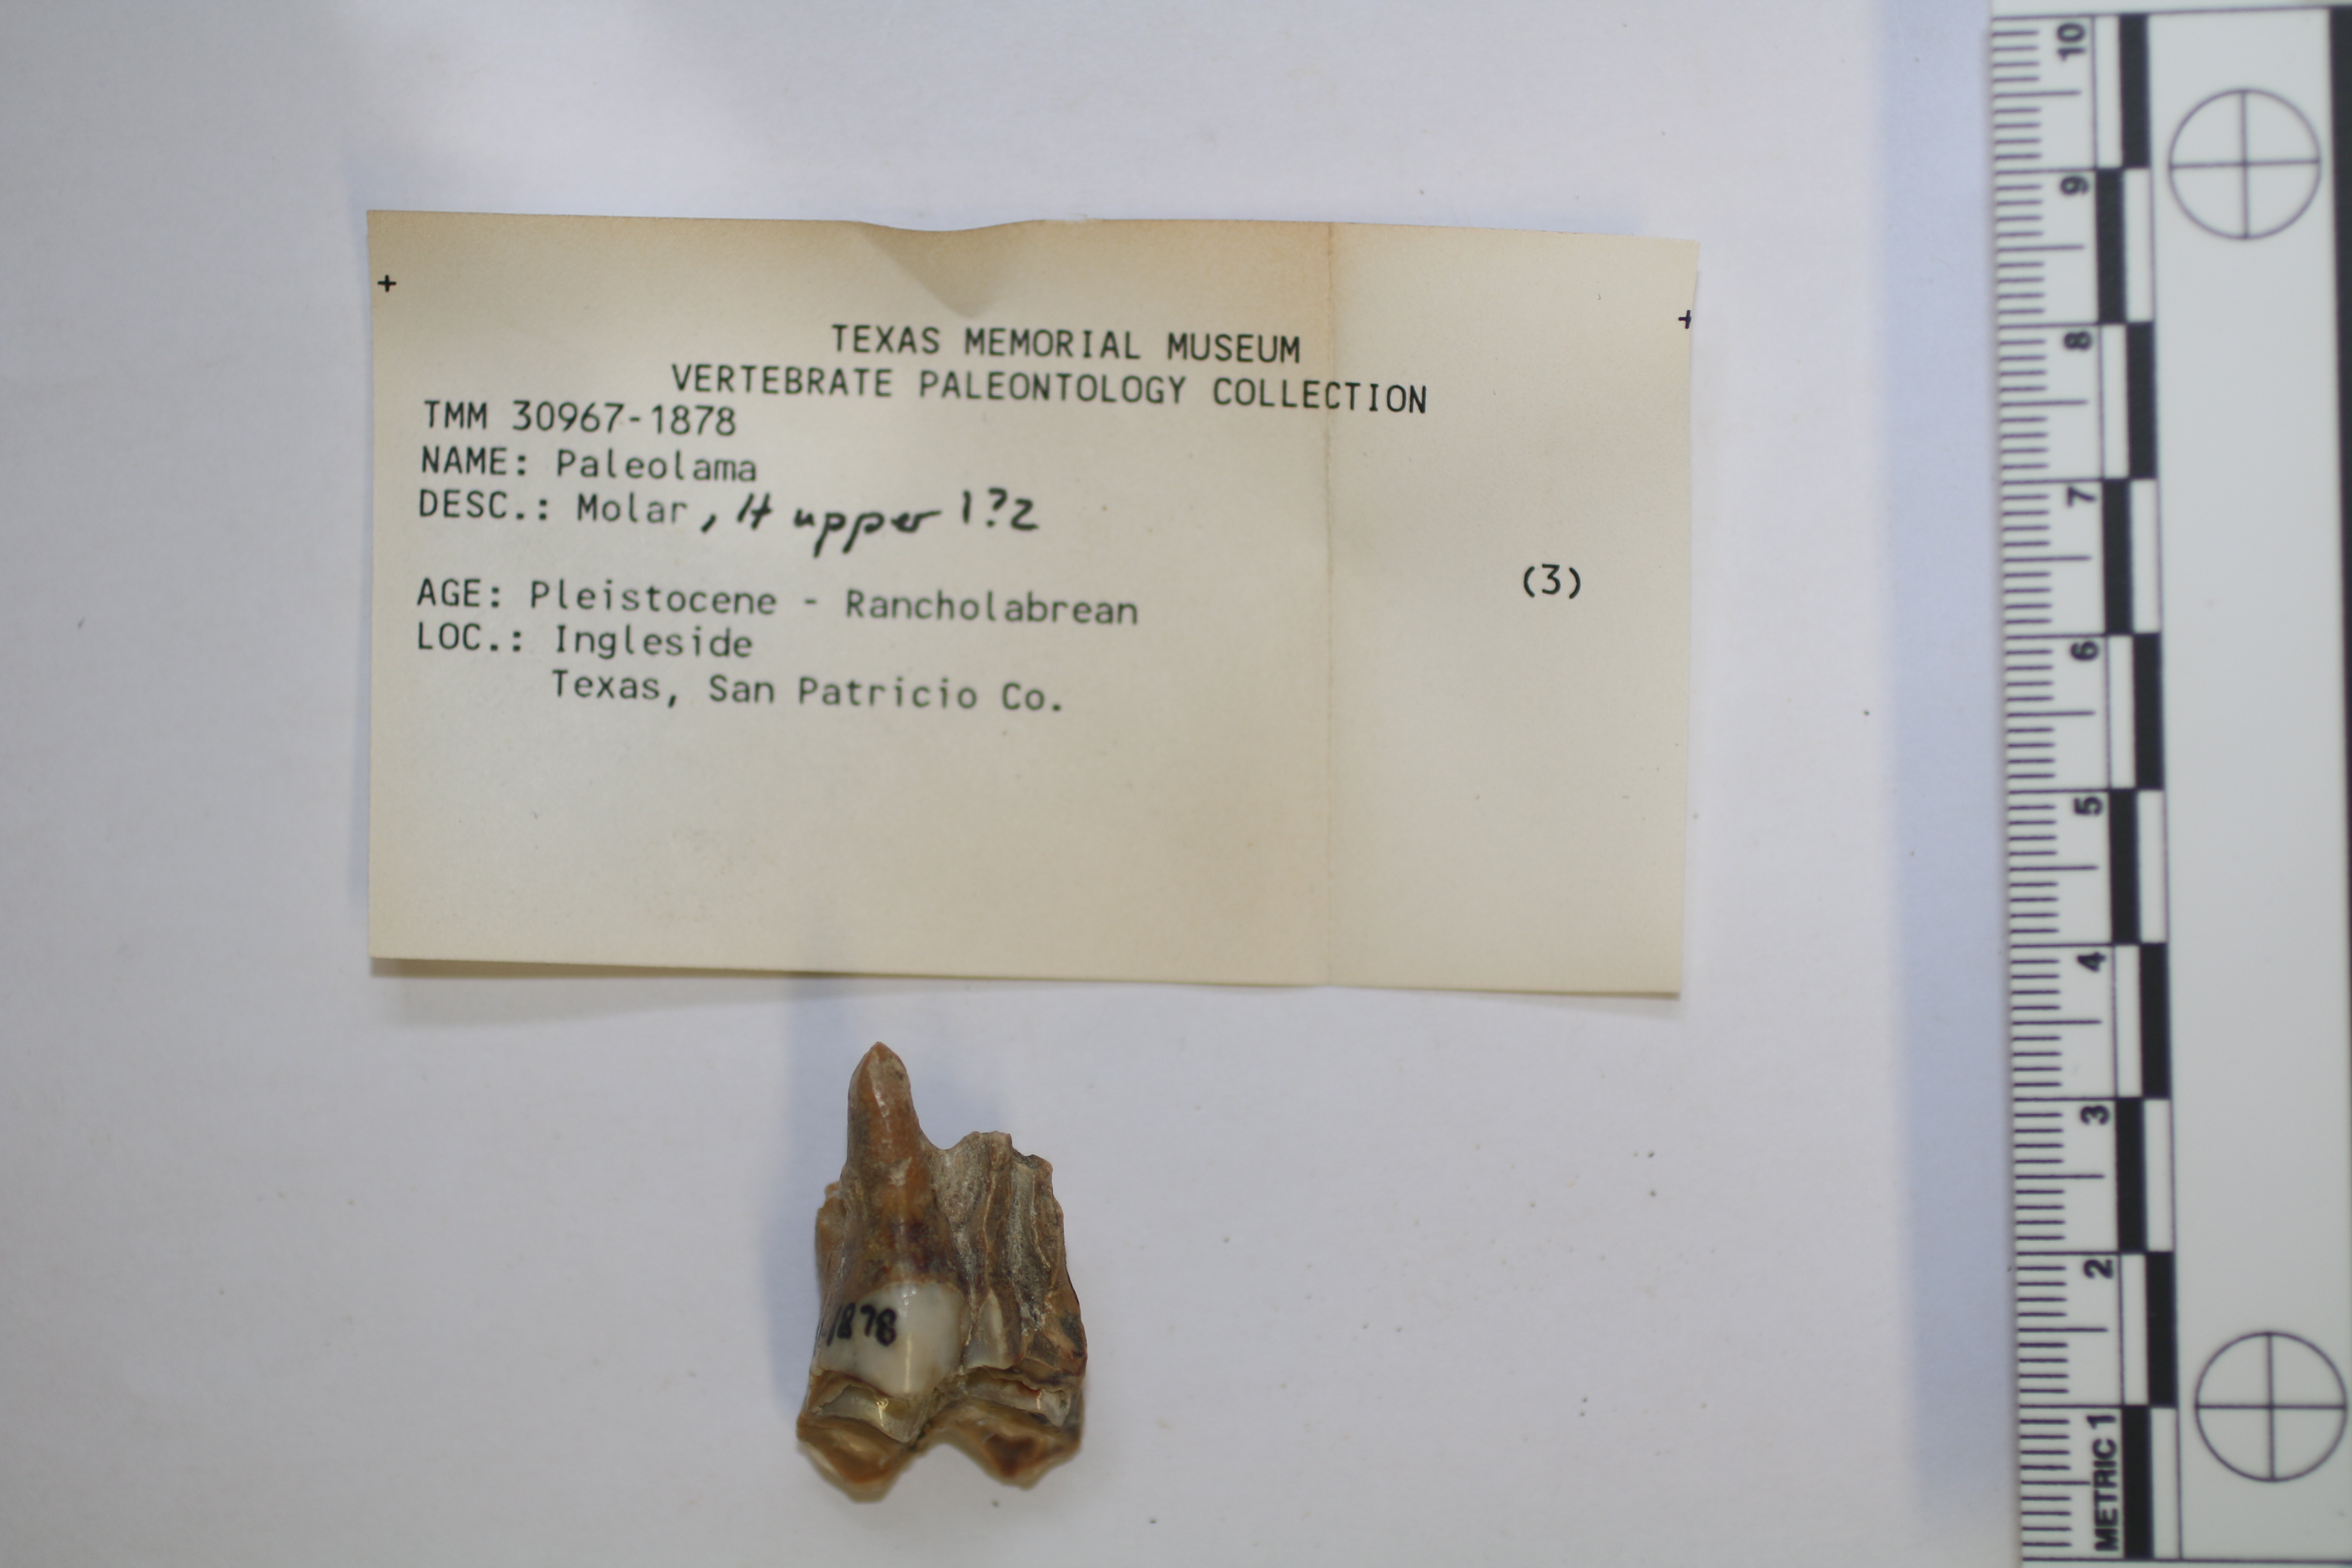 TEXAS MEMORIAL MUSEUM
VERTEBRATE PALEONTOLOGY COLLECTION
TMM 30967-1878
NAME: Paleolama
DESC.: Molar, upper 1?2
(3)
AGE: Pleistocene - Rancholabrean
LOC.: Ingleside
Texas, San Patricio Co.
1878
10
9
8
7
6
5
4
3
2
METRIC 1